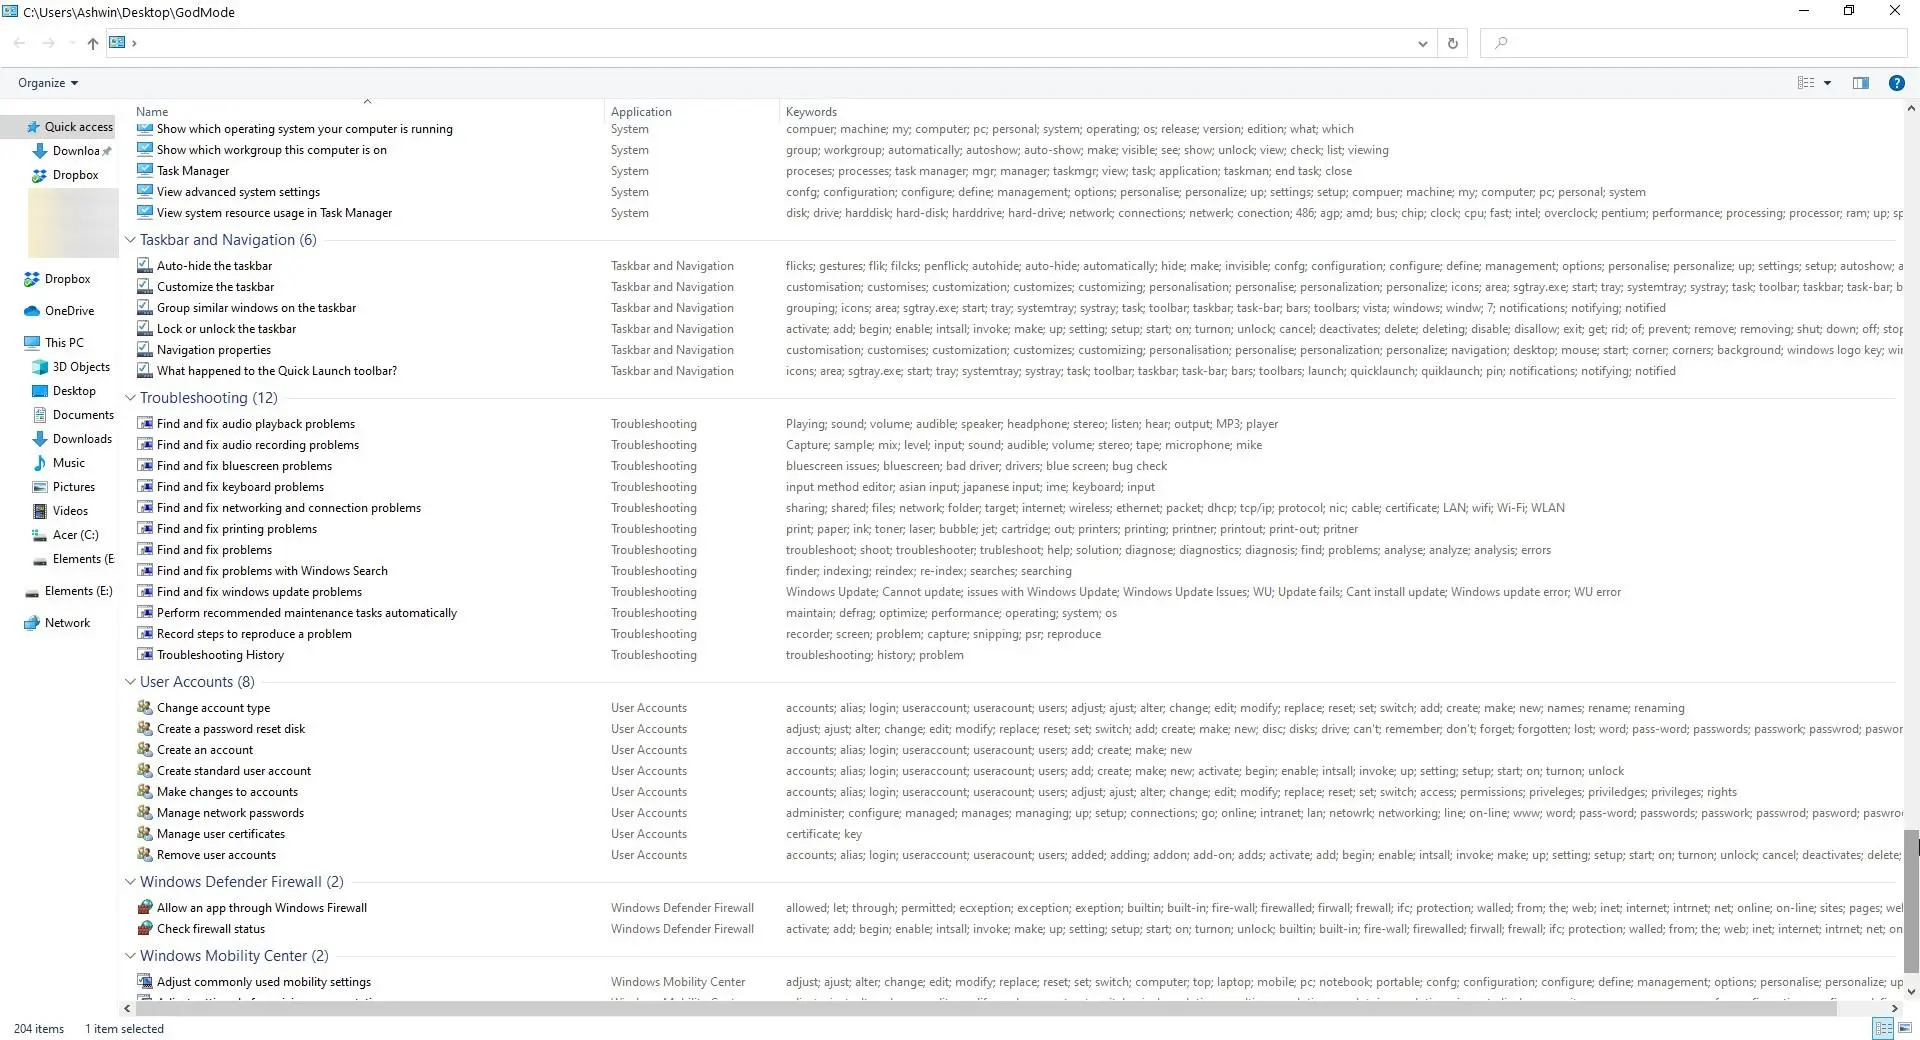 C:\Users\Ashwin\Desktop\GodMode
Organize
Name Application Keywords
Quick access
Downloa
Dropbox
Dropbox
OneDrive
This PC
3D Objects
Desktop
Documents
Downloads
Music
Pictures
Videos
Acer (C:)
Elements (E
Elements (E:)
Network
Show which operating system your computer is running System compuer; machine; my; computer; pc; personal; system; operating; os; release; version; edition; what; which
Show which workgroup this computer is on System group; workgroup; automatically; autoshow; auto-show; make; visible; see; show; unlock; view; check; list; viewing
Task Manager System proceses; processes; task manager; mgr; manager; taskmgr; view; task; application; taskman; end task; close
View advanced system settings System confg; configuration; configure; define; management; options; personalise; personalize; up; settings; setup; compuer; machine; my; computer; pc; personal; system
View system resource usage in Task Manager System disk; drive; harddisk; hard-disk; harddrive; hard-drive; network; connections; netwerk; conection; 486; agp; amd; bus; chip; clock; cpu; fast; intel; overclock; pentium; performance; processing; processor; ram; up; sp
Taskbar and Navigation (6)
Auto-hide the taskbar Taskbar and Navigation flicks; gestures; flik; filcks; penflick; autohide; auto-hide; automatically; hide; make; invisible; confg; configuration; configure; define; management; options; personalise; personalize; up; settings; setup; autoshow; a
Customize the taskbar Taskbar and Navigation customisation; customises; customization; customizes; customizing; personalisation; personalise; personalization; personalize; icons; area; sgtray.exe; start; tray; systemtray; systray; task; toolbar; taskbar; task-bar; b
Group similar windows on the taskbar Taskbar and Navigation grouping; icons; area; sgtray.exe; start; tray; systemtray; systray; task; toolbar; taskbar; task-bar; bars; toolbars; vista; windows; windw; 7; notifications; notifying; notified
Lock or unlock the taskbar Taskbar and Navigation activate; add; begin; enable; intsall; invoke; make; up; setting; setup; start; on; turnon; unlock; cancel; deactivates; delete; deleting; disable; disallow; exit; get; rid; of; prevent; remove; removing; shut; down; off; stop
Navigation properties Taskbar and Navigation customisation; customises; customization; customizes; customizing; personalisation; personalise; personalization; personalize; navigation; desktop; mouse; start; corner; corners; background; windows logo key; wi
What happened to the Quick Launch toolbar? Taskbar and Navigation icons; area; sgtray.exe; start; tray; systemtray; systray; task; toolbar; taskbar; task-bar; bars; toolbars; launch; quicklaunch; quiklaunch; pin; notifications; notifying; notified
Troubleshooting (12)
Find and fix audio playback problems Troubleshooting Playing; sound; volume; audible; speaker; headphone; stereo; listen; hear; output; MP3; player
Find and fix audio recording problems Troubleshooting Capture; sample; mix; level; input; sound; audible; volume; stereo; tape; microphone; mike
Find and fix bluescreen problems Troubleshooting bluescreen issues; bluescreen; bad driver; drivers; blue screen; bug check
Find and fix keyboard problems Troubleshooting input method editor; asian input; japanese input; ime; keyboard; input
Find and fix networking and connection problems Troubleshooting sharing; shared; files; network; folder; target; internet; wireless; ethernet; packet; dhcp; tcp/ip; protocol; nic; cable; certificate; LAN; wifi; Wi-Fi; WLAN
Find and fix printing problems Troubleshooting print; paper; ink; toner; laser; bubble; jet; cartridge; out; printers; printing; printner; printout; print-out; pritner
Find and fix problems Troubleshooting troubleshoot; shoot; troubleshooter; trubleshoot; help; solution; diagnose; diagnostics; diagnosis; find; problems; analyse; analyze; analysis; errors
Find and fix problems with Windows Search Troubleshooting finder; indexing; reindex; re-index; searches; searching
Find and fix windows update problems Troubleshooting Windows Update; Cannot update; issues with Windows Update; Windows Update Issues; WU; Update fails; Cant install update; Windows update error; WU error
Perform recommended maintenance tasks automatically Troubleshooting maintain; defrag; optimize; performance; operating; system; os
Record steps to reproduce a problem Troubleshooting recorder; screen; problem; capture; snipping; psr; reproduce
Troubleshooting History Troubleshooting troubleshooting; history; problem
User Accounts (8)
Change account type User Accounts accounts; alias; login; useraccount; useracount; users; adjust; ajust; alter; change; edit; modify; replace; reset; set; switch; add; create; make; new; names; rename; renaming
Create a password reset disk User Accounts adjust; ajust; alter; change; edit; modify; replace; reset; set; switch; add; create; make; new; disc; disks; drive; can't; remember; don't; forget; forgotten; lost; word; pass-word; passwords; passwork; passwrod; paswor
Create an account User Accounts accounts; alias; login; useraccount; useracount; users; add; create; make; new
Create standard user account User Accounts accounts; alias; login; useraccount; useracount; users; add; create; make; new; activate; begin; enable; intsall; invoke; up; setting; setup; start; on; turnon; unlock
Make changes to accounts User Accounts accounts; alias; login; useraccount; useracount; users; adjust; ajust; alter; change; edit; modify; replace; reset; set; switch; access; permissions; priveleges; priviledges; privileges; rights
Manage network passwords User Accounts administer; configure; managed; manages; managing; up; setup; connections; go; online; intranet; lan; netowrk; networking; line; on-line; www; word; pass-word; passwords; passwork; passwrod; pasword; paswro
Manage user certificates User Accounts certificate; key
Remove user accounts User Accounts accounts; alias; login; useraccount; useracount; users; added; adding; addon; add-on; adds; activate; add; begin; enable; intsall; invoke; make; up; setting; setup; start; on; turnon; unlock; cancel; deactivates; delete;
Windows Defender Firewall (2)
Allow an app through Windows Firewall Windows Defender Firewall allowed; let; through; permitted; ecxeption; exception; exeption; builtin; built-in; fire-wall; firewalled; firwall; frewall; ifc; protection; walled; from; the; web; inet; internet; intrnet; net; online; on-line; sites; pages; wel
Check firewall status Windows Defender Firewall activate; add; begin; enable; intsall; invoke; make; up; setting; setup; start; on; turnon; unlock; builtin; built-in; fire-wall; firewalled; firwall; frewall; ifc; protection; walled; from; the; web; inet; internet; intrnet; net; on
Windows Mobility Center (2)
Adjust commonly used mobility settings Windows Mobility Center adjust; ajust; alter; change; edit; modify; replace; reset; set; switch; computer; top; laptop; mobile; pc; notebook; portable; confg; configuration; configure; define; management; options; personalise; personalize; up
204 items 1 item selected